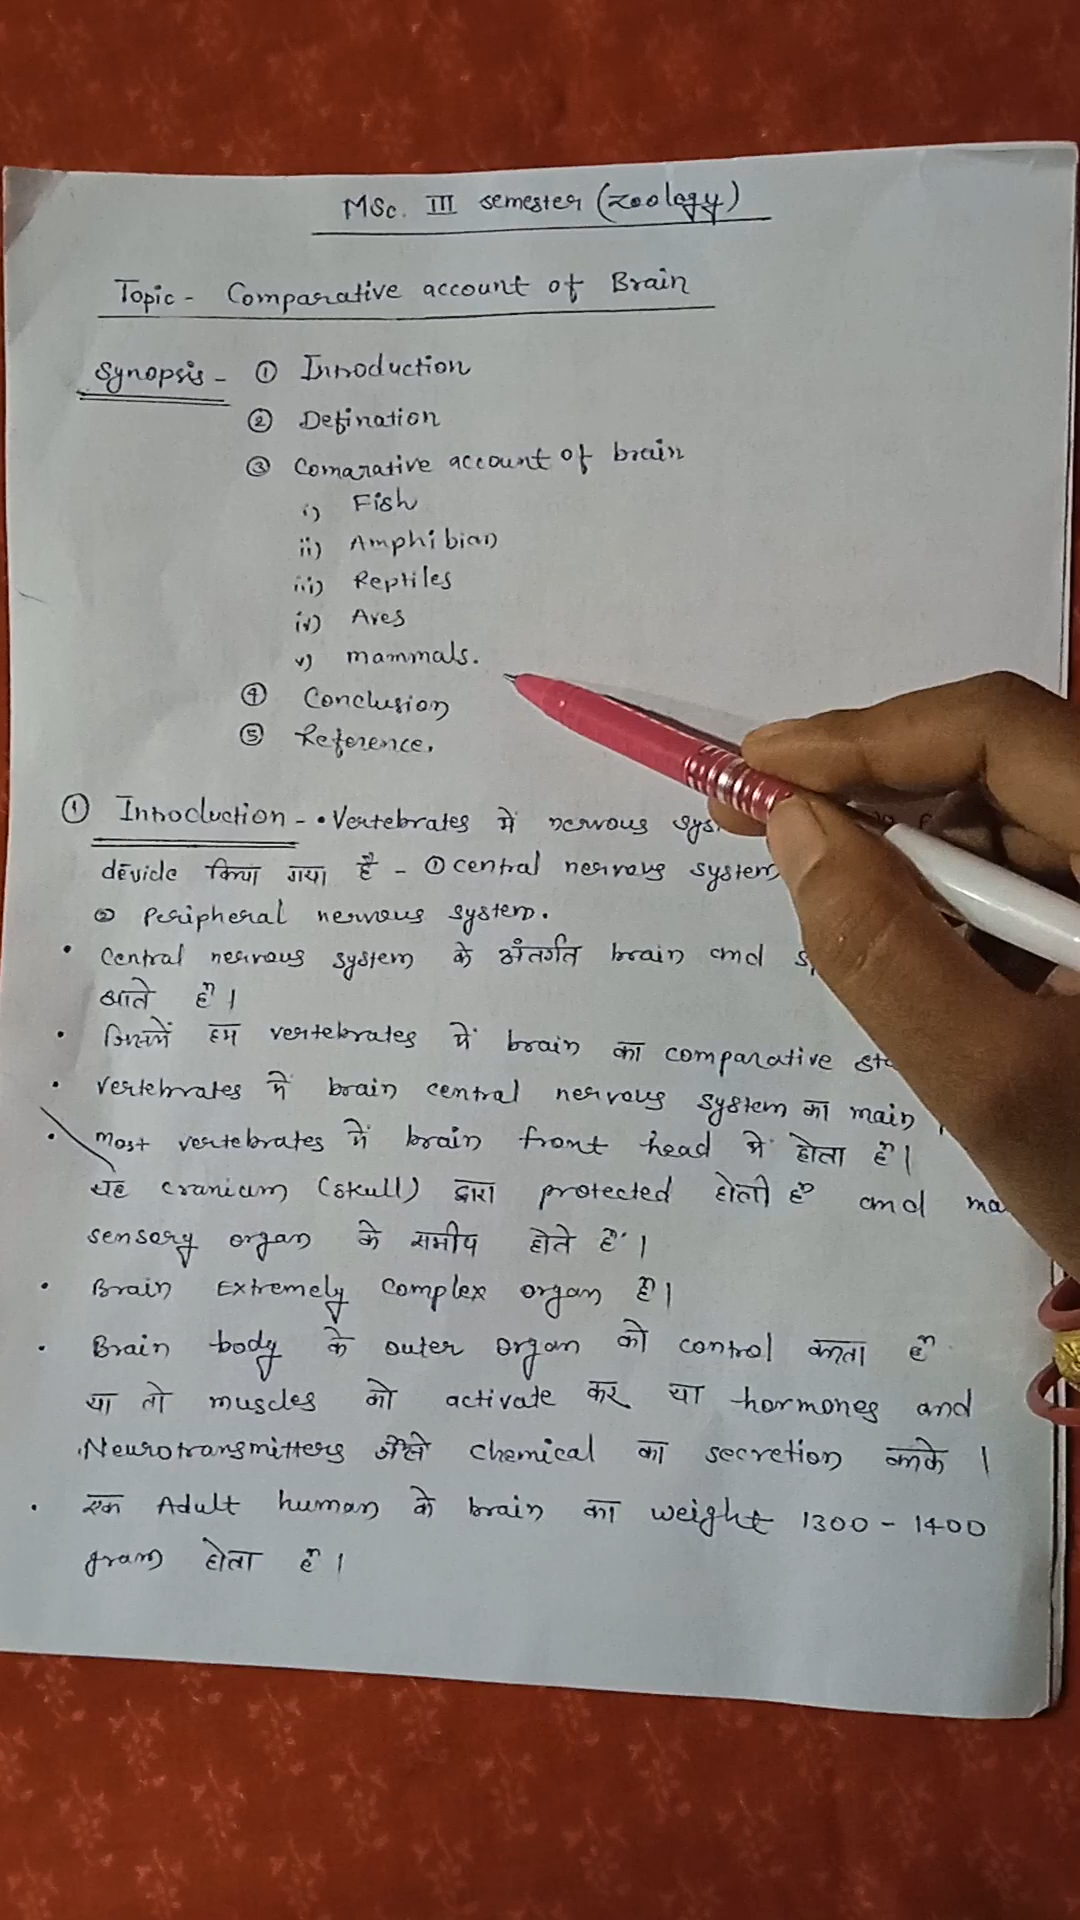 MSc. III semester (zoology)
Topic - Comparative account of Brain
Synopsis - ① Introduction
② Defination
③ Comarative account of brain
i) Fish
ii) Amphibian
iii) Reptiles
iv) Aves
v) mammals.
④ Conclusion
⑤ Reference.
① Introduction - • Vertebrates में nervous
devide किया गया है - ① central nervous system
② Peripheral nervous system.
• Central nervous system के अंतर्गत brain and
आते हैं।
• जिसमें हम vertebrates में brain का comparative
• Vertebrates में brain central nervous system का main
• Most vertebrates में brain front head में होता है।
यह cranium (skull) द्वारा protected होती है and
sensory organ के समीप होते हैं।
• Brain Extremely complex organ है।
• Brain body के outer organ को control करता है
या तो muscles को activate कर या hormones and
Neurotransmitters जैसे chemical का secretion करके ।
• एक Adult human के brain का weight 1300 - 1400
gram होता है।